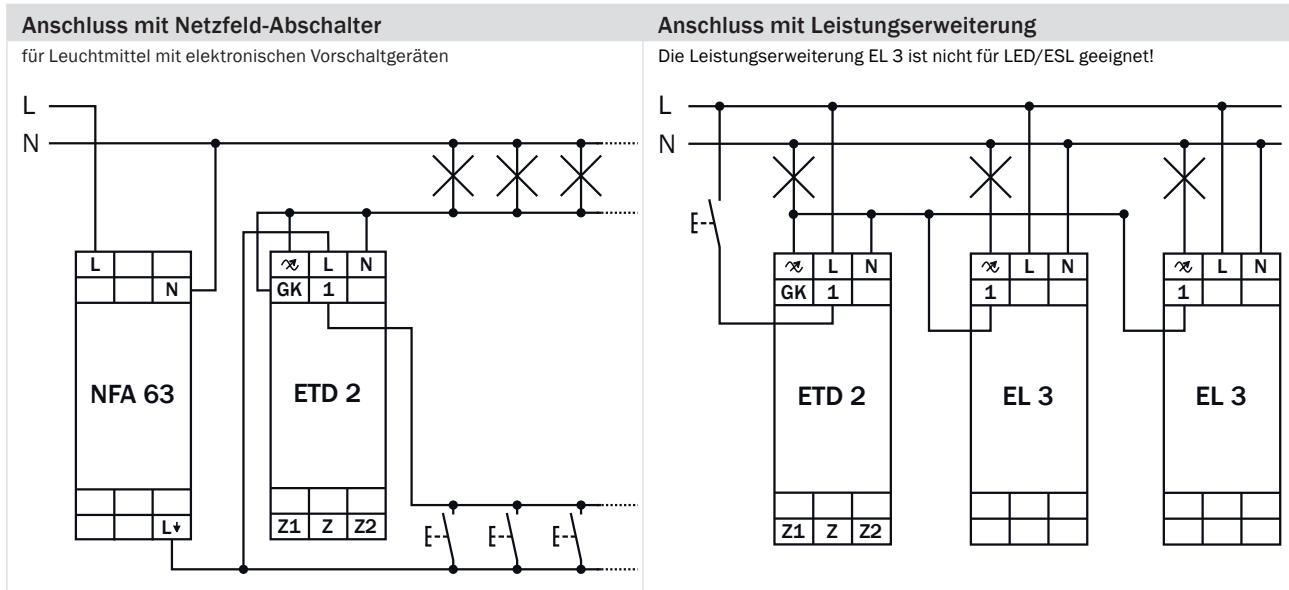 Anschluss mit Netzfeld-Abschalter
für Leuchtmittel mit elektronischen Vorschaltgeräten
L
N
L
N
NFA 63
L
L N
GK 1
ETD 2
Z1 Z Z2
Anschluss mit Leistungserweiterung
Die Leistungserweiterung EL 3 ist nicht für LED/ESL geeignet!
L
N
L N
GK 1
ETD 2
Z1 Z Z2
L N
1
EL 3
L N
1
EL 3